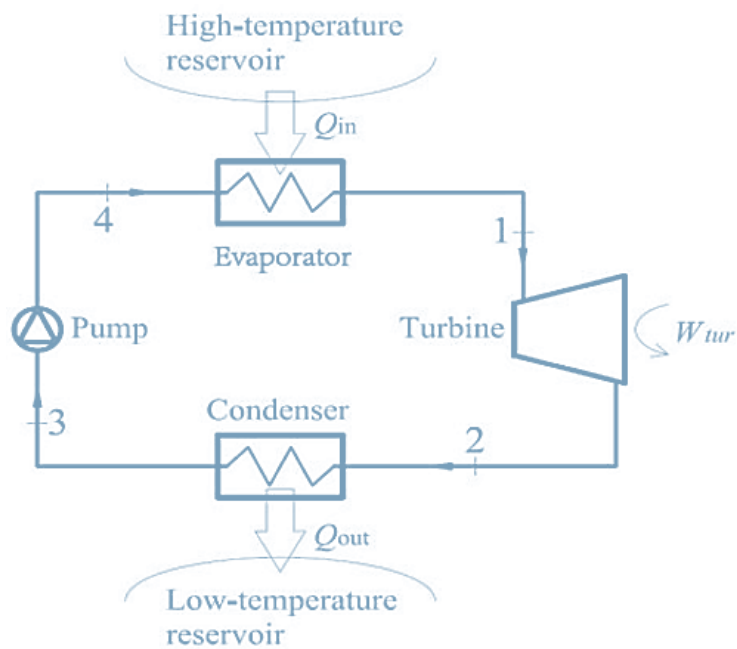 High-temperature
reservoir
Qin
4
Evaporator
1
Pump
Turbine
Wtur
3
Condenser
2
Qout
Low-temperature
reservoir